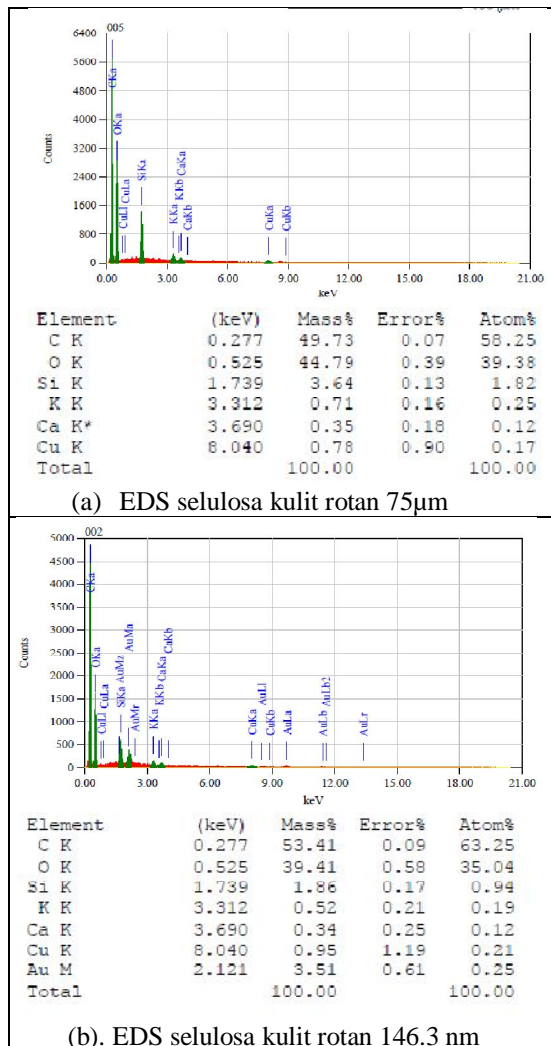 005
6400
5600
4800
4000
3200
2400
1600
800
0
Counts
CKa
OKa
CuLl
CuLa
SiKa
KKa
KKb
CaKa
CaKb
CuKa
CuKb
0.00 3.00 6.00 9.00 12.00 15.00 18.00 21.00
keV
Element (keV) Mass% Error% Atom%
C K 0.277 49.73 0.07 58.25
O K 0.525 44.79 0.39 39.38
Si K 1.739 3.64 0.13 1.82
K K 3.312 0.71 0.16 0.25
Ca K* 3.690 0.35 0.18 0.12
Cu K 8.040 0.78 0.90 0.17
Total 100.00 100.00
(a) EDS selulosa kulit rotan 75μm
002
5000
4500
4000
3500
3000
2500
2000
1500
1000
500
0
Counts
CKa
OKa
CuLl
CuLa
SiKa
AuMz
AuMa
AuMr
KKa
KKb
CaKa
CaKb
CuKa
AuLl
CuKb
AuLa
AuLb
AuLb2
AuLr
0.00 3.00 6.00 9.00 12.00 15.00 18.00 21.00
keV
Element (keV) Mass% Error% Atom%
C K 0.277 53.41 0.09 63.25
O K 0.525 39.41 0.58 35.04
Si K 1.739 1.86 0.17 0.94
K K 3.312 0.52 0.21 0.19
Ca K 3.690 0.34 0.25 0.12
Cu K 8.040 0.95 1.19 0.21
Au M 2.121 3.51 0.61 0.25
Total 100.00 100.00
(b). EDS selulosa kulit rotan 146.3 nm